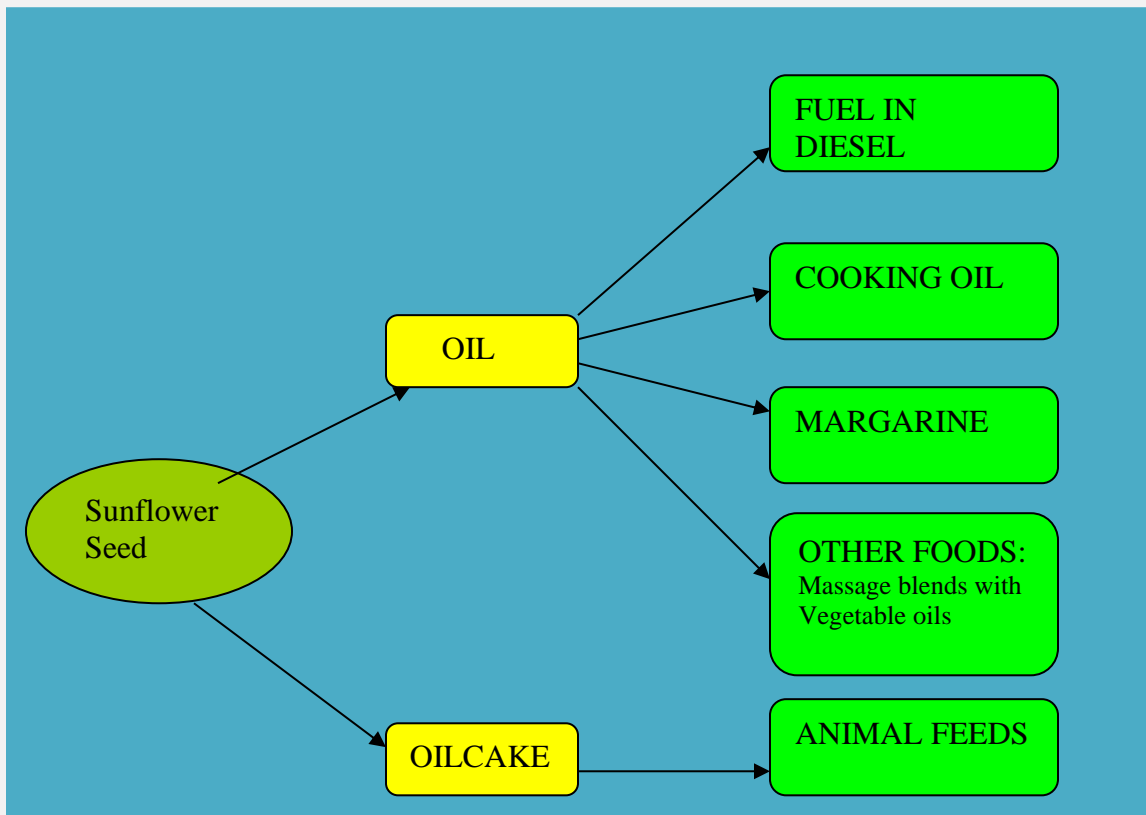 FUEL IN
DIESEL
COOKING OIL
OIL
MARGARINE
Sunflower
Seed
OTHER FOODS:
Massage blends with
Vegetable oils
ANIMAL FEEDS
OILCAKE